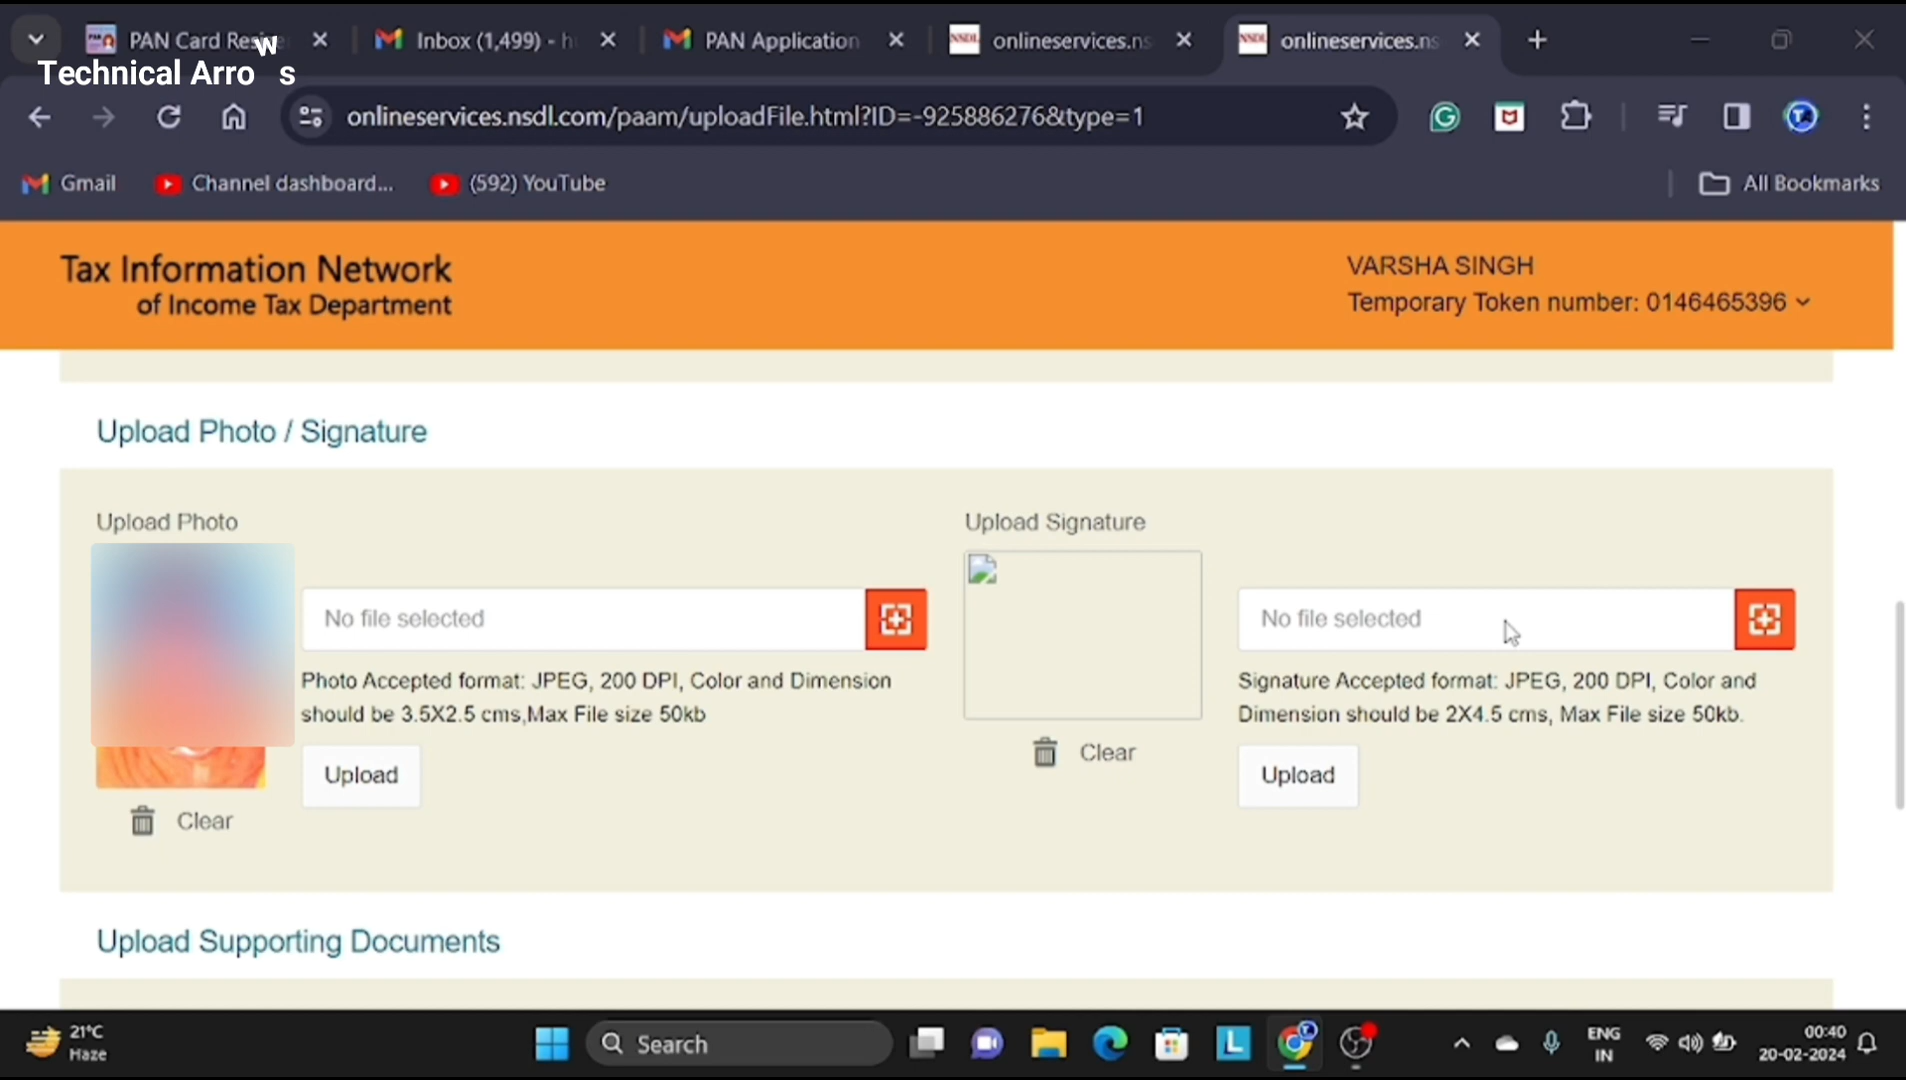 PAN Card Res
Inbox (1,499) - h
PAN Application
onlineservices.ns
onlineservices.ns
Technical Arrows
onlineservices.nsdl.com/paam/uploadFile.html?ID=-925886276&type=1
Gmail
Channel dashboard...
(592) YouTube
All Bookmarks
Tax Information Network
of Income Tax Department
VARSHA SINGH
Temporary Token number: 0146465396
Upload Photo / Signature
Upload Photo
Upload Signature
No file selected
No file selected
Photo Accepted format: JPEG, 200 DPI, Color and Dimension
should be 3.5X2.5 cms,Max File size 50kb
Signature Accepted format: JPEG, 200 DPI, Color and
Dimension should be 2X4.5 cms, Max File size 50kb.
Clear
Upload
Upload
Clear
Upload Supporting Documents
21°C
Haze
Search
ENG
IN
00:40
20-02-2024